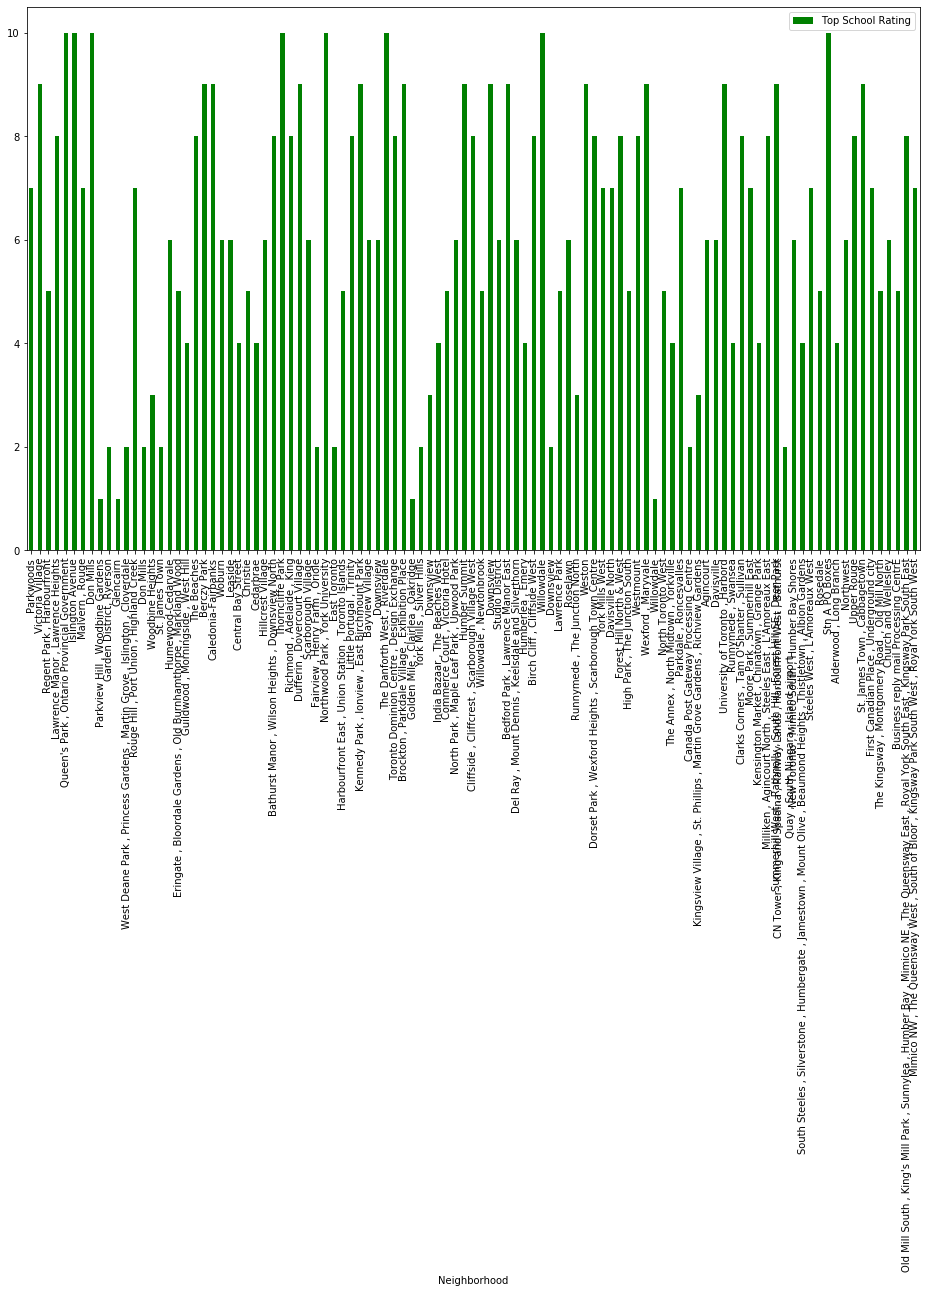 Top School Rating
10
8
6
4
2
0
Parkwoods
Victoria Village
Regent Park , Harbourfront
Lawrence Manor , Lawrence Heights
Queen's Park , Ontario Provincial Government
Islington Avenue
Malvern , Rouge
Don Mills
Parkview Hill , Woodbine Gardens
Garden District, Ryerson
Glencairn
West Deane Park , Princess Gardens , Martin Grove , Islington , Cloverdale
Rouge Hill , Port Union , Highland Creek
Don Mills
Woodbine Heights
St. James Town
Humewood-Cedarvale
Eringate , Bloordale Gardens , Old Burnhamthorpe , Markland Wood
Guildwood , Morningside , West Hill
The Beaches
Berczy Park
Caledonia-Fairbanks
Woburn
Leaside
Central Bay Street
Christie
Cedarbrae
Hillcrest Village
Bathurst Manor , Wilson Heights , Downsview North
Thorncliffe Park
Richmond , Adelaide , King
Dufferin , Dovercourt Village
Scarborough Village
Fairview , Henry Farm , Oriole
Northwood Park , York University
East Toronto
Harbourfront East , Union Station , Toronto Islands
Little Portugal , Trinity
Kennedy Park , Ionview , East Birchmount Park
Bayview Village
Downsview
The Danforth West , Riverdale
Toronto Dominion Centre , Design Exchange
Brockton , Parkdale Village , Exhibition Place
Golden Mile , Clairlea , Oakridge
York Mills , Silver Hills
Downsview
India Bazaar , The Beaches West
Commerce Court , Victoria Hotel
North Park , Maple Leaf Park , Upwood Park
Humber Summit
Cliffside , Cliffcrest , Scarborough Village West
Willowdale , Newtonbrook
Downsview
Studio District
Bedford Park , Lawrence Manor East
Del Ray , Mount Dennis , Keelsdale and Silverthorn
Humberlea , Emery
Birch Cliff , Cliffside West
Willowdale
Downsview
Lawrence Park
Roselawn
Runnymede , The Junction North
Weston
Dorset Park , Wexford Heights , Scarborough Town Centre
York Mills West
Davisville North
Forest Hill North & West
High Park , The Junction South
Westmount
Wexford , Maryvale
Willowdale
North Toronto West
The Annex , North Midtown , Yorkville
Parkdale , Roncesvalles
Canada Post Gateway Processing Centre
Kingsview Village , St. Phillips , Martin Grove Gardens , Richview Gardens
Agincourt
Davisville
University of Toronto , Harbord
Runnymede , Swansea
Clarks Corners , Tam O'Shanter , Sullivan
Moore Park , Summerhill East
Kensington Market , Chinatown , Grange Park
Milliken , Agincourt North , Steeles East , L'Amoreaux East
South Steeles , Silverstone , Humbergate , Jamestown , Mount Olive , Beaumond Heights , Thistletown , Albion Gardens
Steeles West , L'Amoreaux West
Rosedale
Stn A PO Boxes
Alderwood , Long Branch
Northwest
Upper Rouge
St. James Town , Cabbagetown
First Canadian Place , Underground city
The Kingsway , Montgomery Road , Old Mill North
Church and Wellesley
Business reply mail Processing CentrE
Old Mill South , King's Mill Park , Sunnylea , Humber Bay , Mimico NE , The Queensway East , Royal York South East , Kingsway Park South East
Mimico NW , The Queensway West , South of Bloor , Kingsway Park South West , Royal York South West
Neighborhood